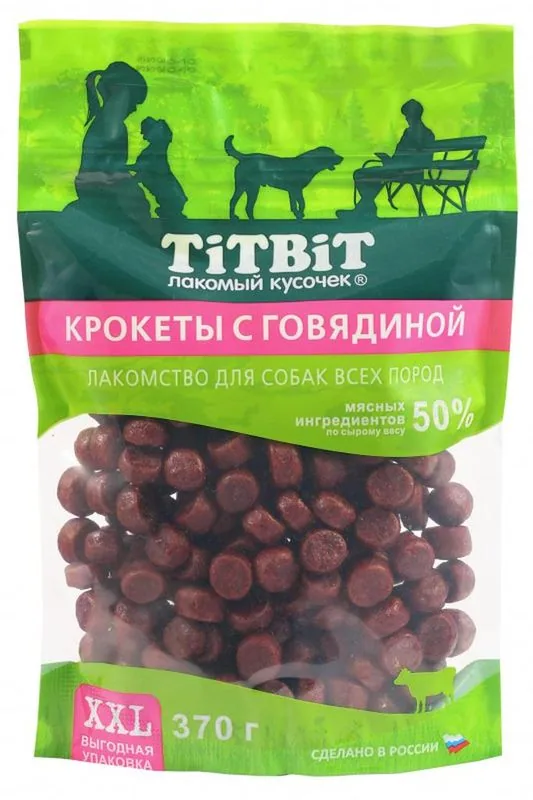 TiTBiT
лакомый кусочек®
КРОКЕТЫ С ГОВЯДИНОЙ
ЛАКОМСТВО ДЛЯ СОБАК ВСЕХ ПОРОД
мясных
ингредиентов
по сырому весу
50%
XXL
ВЫГОДНАЯ
УПАКОВКА
370 г
СДЕЛАНО В РОССИИ